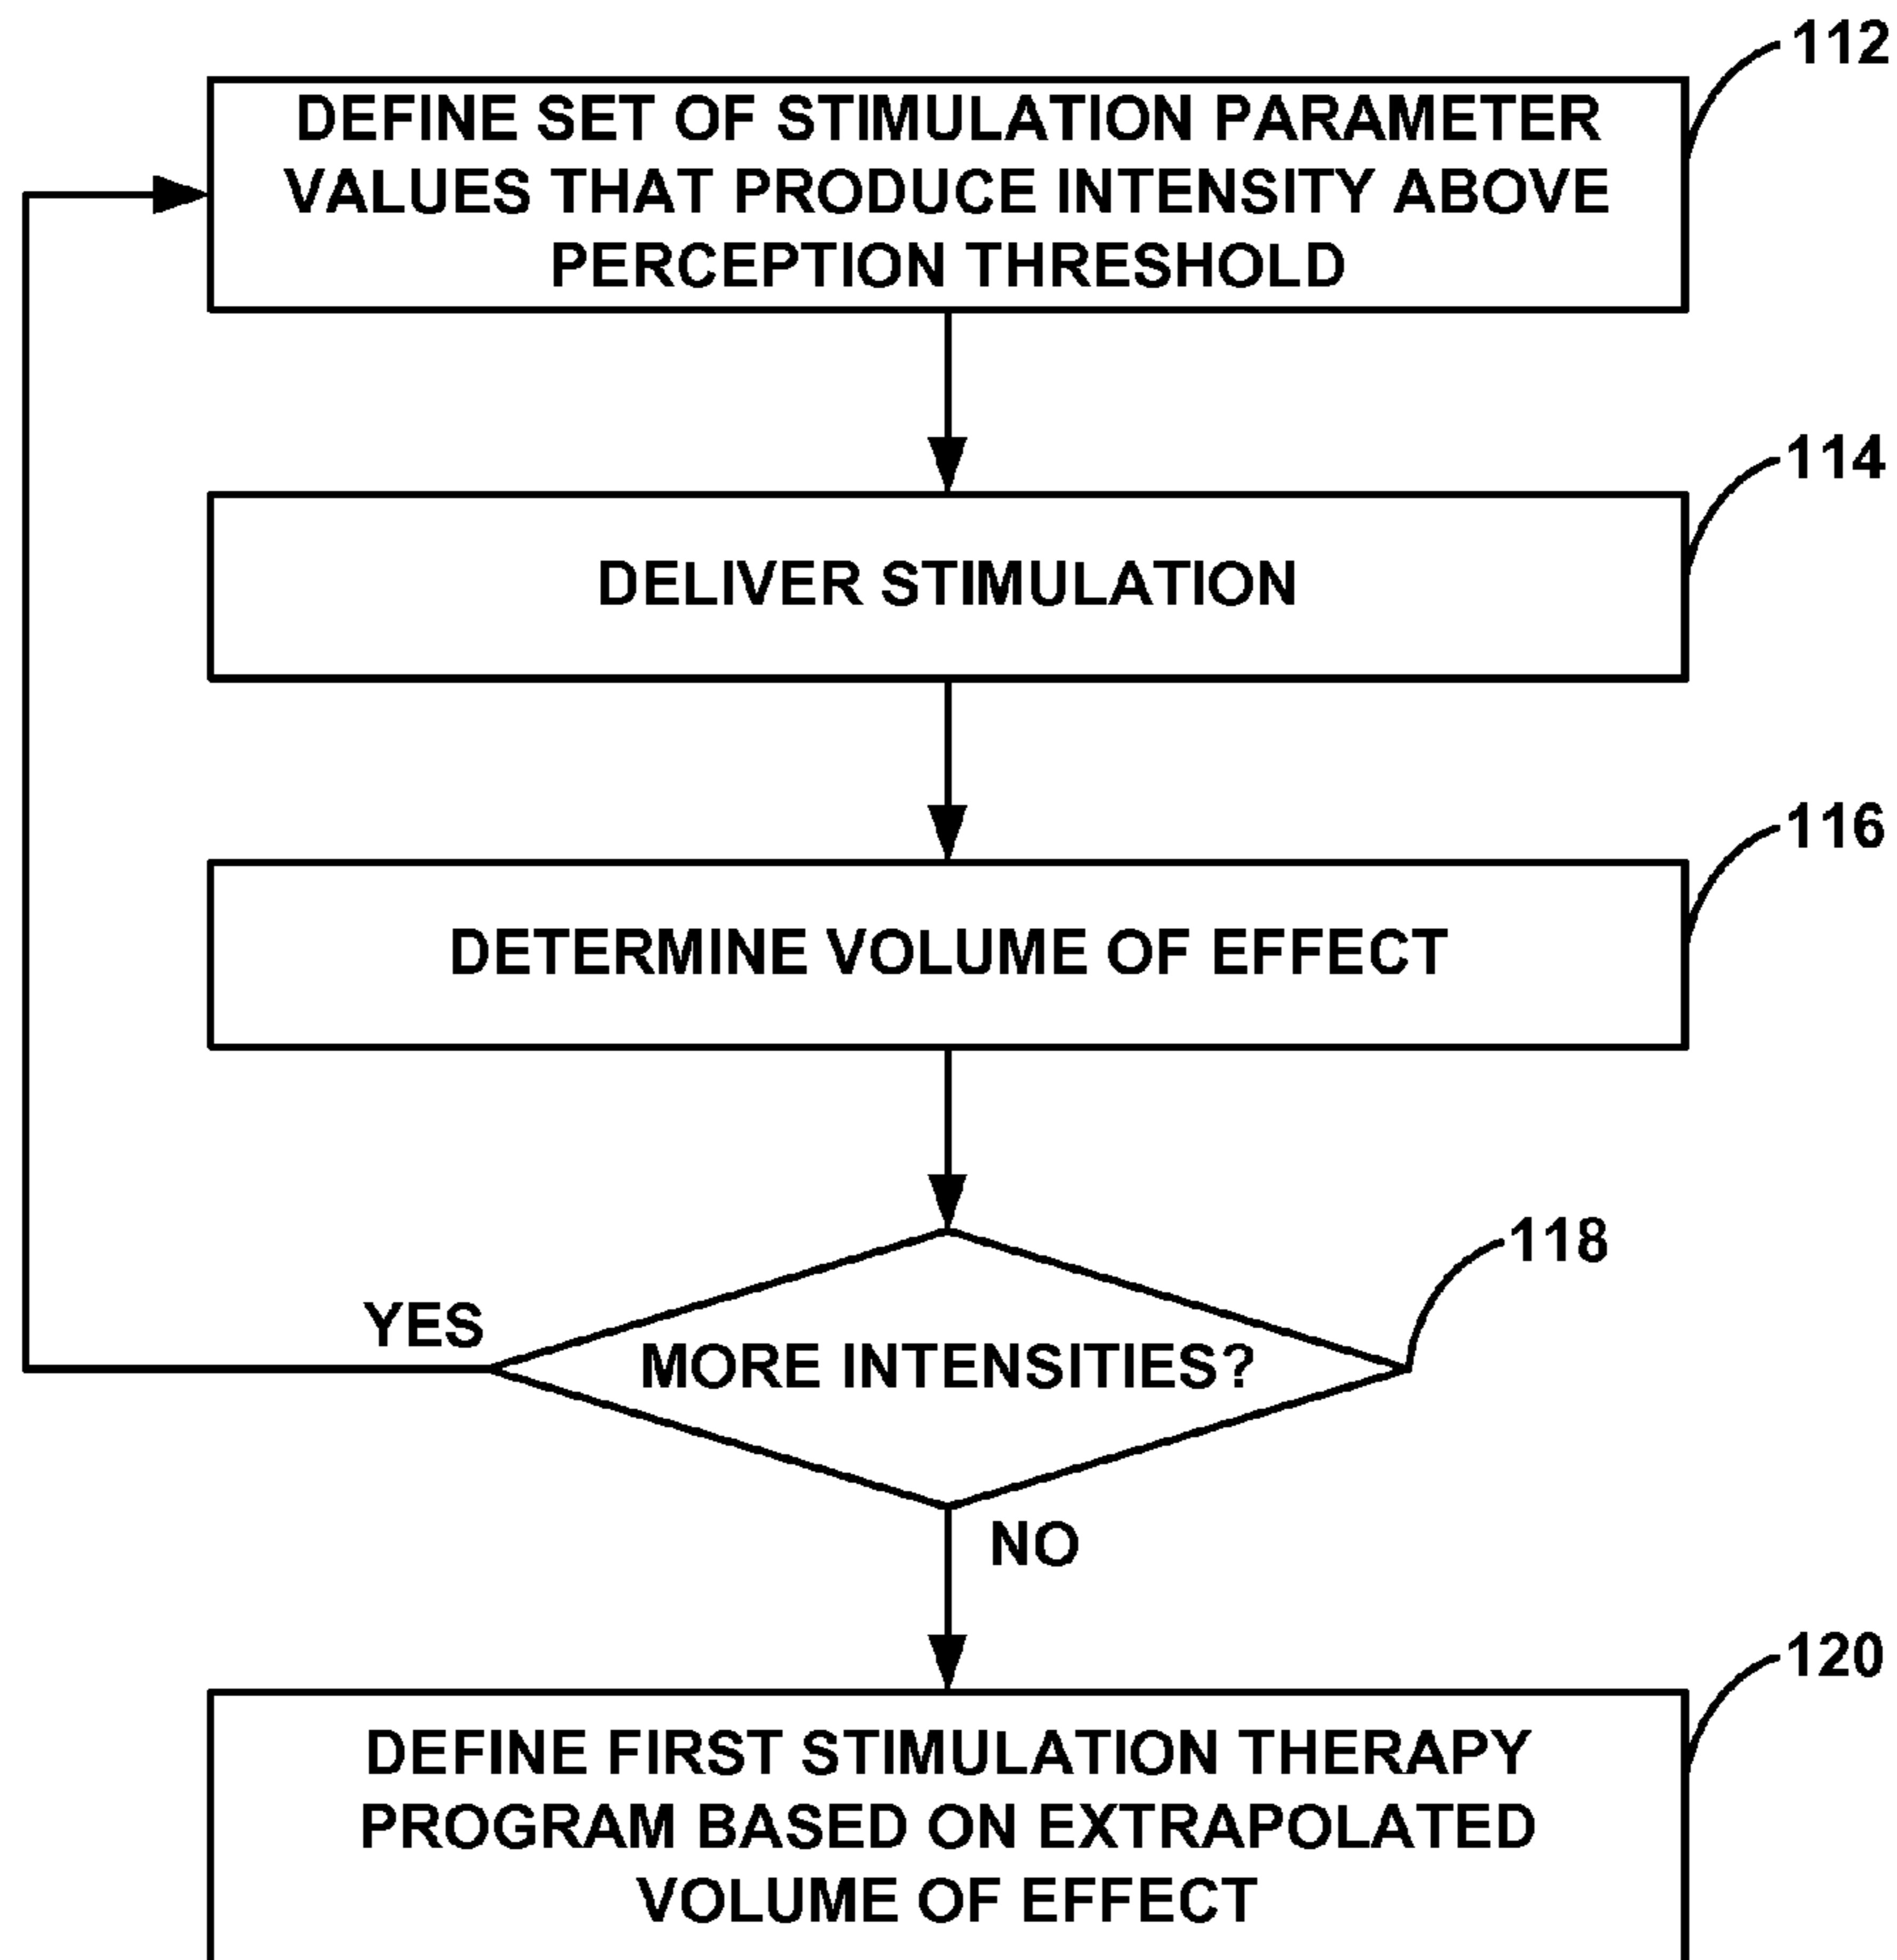 112
DEFINE SET OF STIMULATION PARAMETER
VALUES THAT PRODUCE INTENSITY ABOVE
PERCEPTION THRESHOLD
114
DELIVER STIMULATION
116
DETERMINE VOLUME OF EFFECT
118
YES
MORE INTENSITIES?
NO
120
DEFINE FIRST STIMULATION THERAPY
PROGRAM BASED ON EXTRAPOLATED
VOLUME OF EFFECT